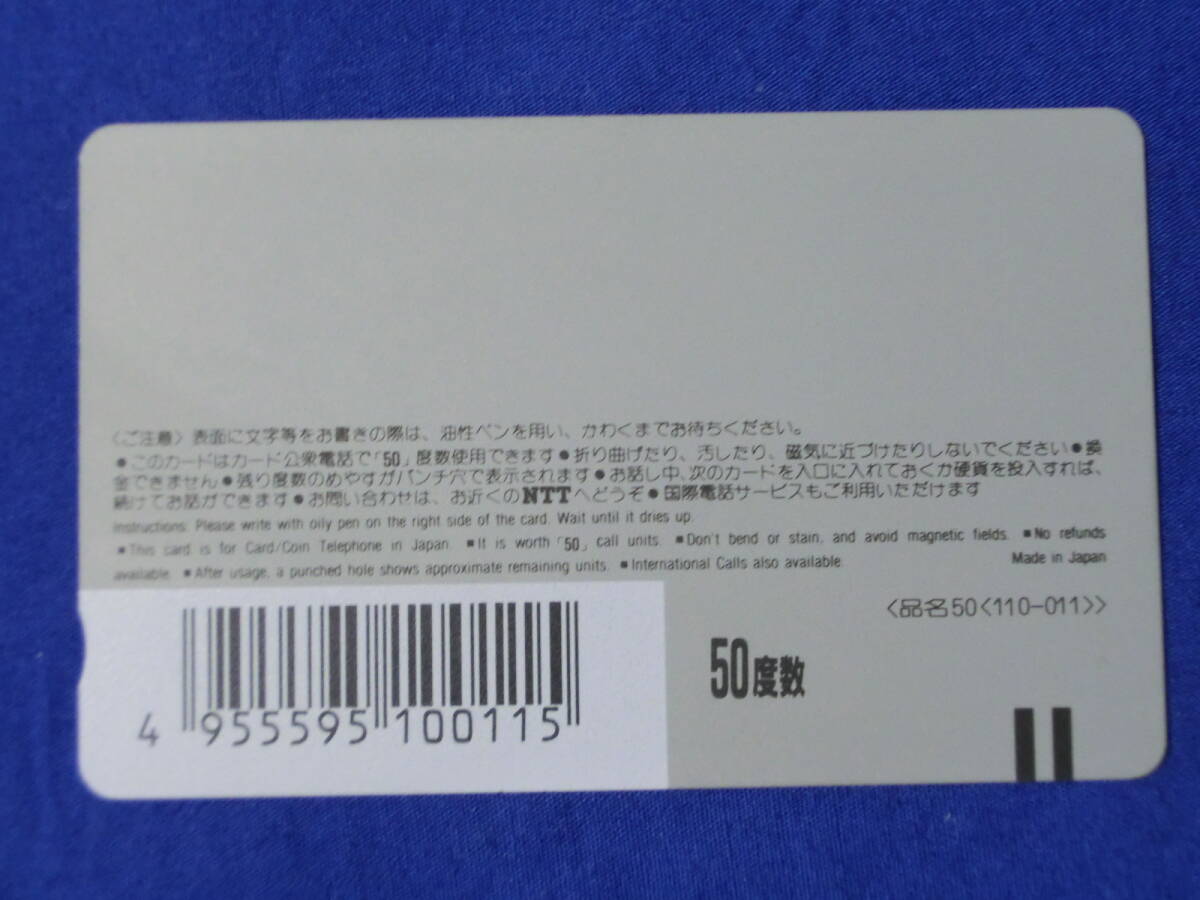 〈ご注意〉表面に文字等をお書きの際は、油性ペンを用い、かわくまでお待ちください。
●このカードはカード公衆電話で「50」度数使用できます●折り曲げたり、汚したり、磁気に近づけたりしないでください●換
金できません●残り度数のめやすがパンチ穴で表示されます●お話し中、次のカードを入口に入れておくか硬貨を投入すれば、
続けてお話ができます●お問い合わせは、お近くのNTTへどうぞ●国際電話サービスもご利用いただけます
Instructions: Please write with oily pen on the right side of the card. Wait until it dries up.
■This card is for Card/Coin Telephone in Japan. ■It is worth「50」call units. ■Don't bend or stain, and avoid magnetic fields. ■No refunds
available. ■After usage, a punched hole shows approximate remaining units. ■International Calls also available.
Made in Japan
〈品名50〈110-011〉〉
50度数
4 955595 100115